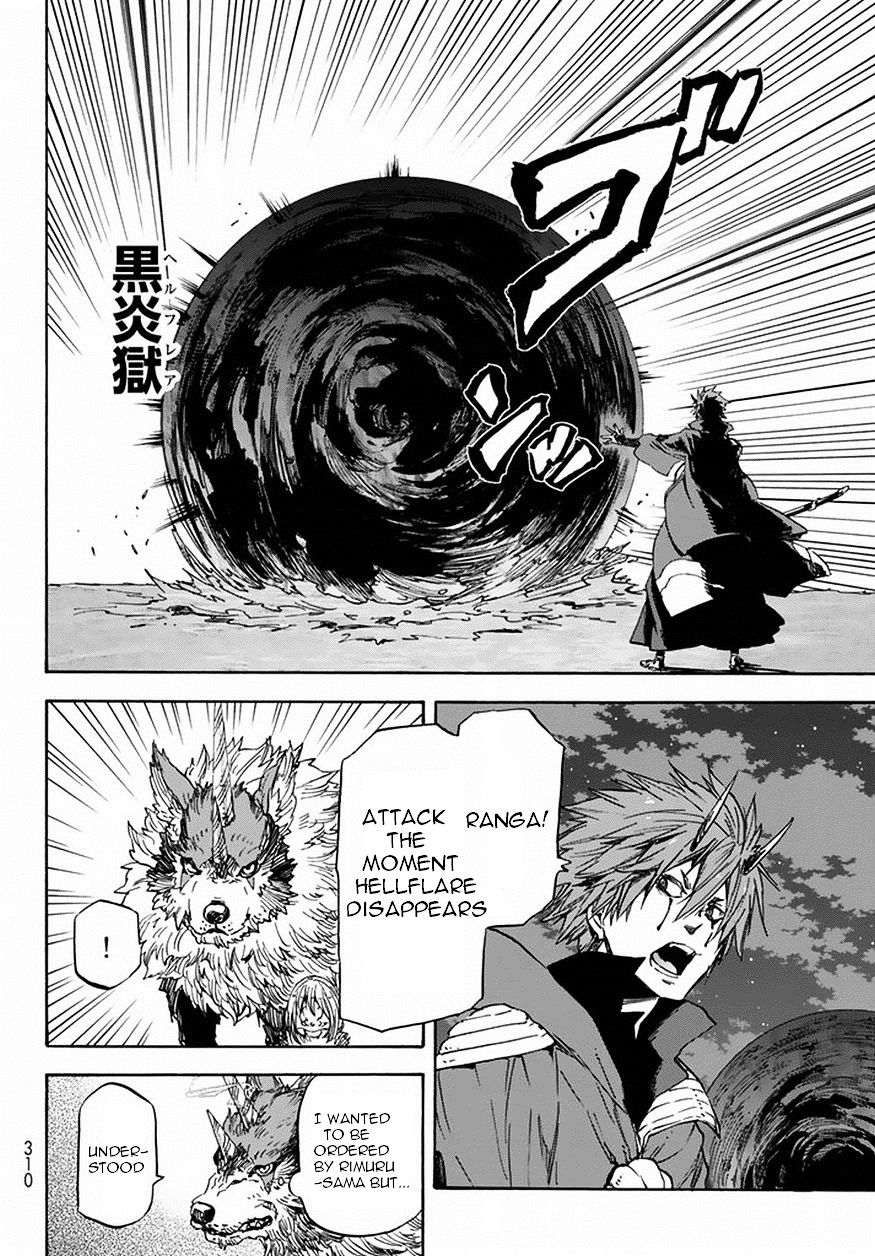 ブ
ンッ
黒炎獄
ヘルフレア
RANGA!
ATTACK
THE
MOMENT
HELLFLARE
DISAPPEARS
!
I WANTED
TO BE
ORDERED
BY RIMURU
-SAMA BUT...
UNDER-
STOOD
310